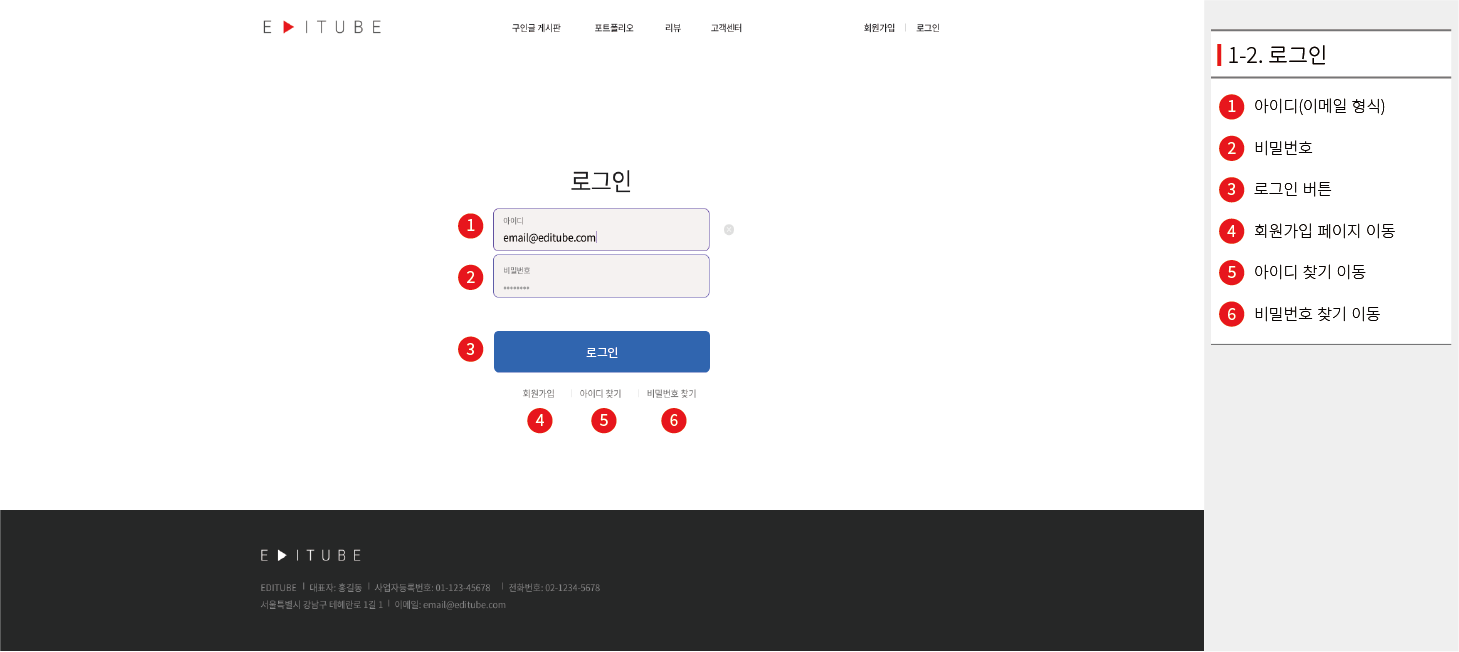 E ITUBE
구인글 게시판 포트폴리오 리뷰 고객센터 회원가입 로그인
로그인
1 아이디
email@editube.com
2 비밀번호
••••••••
3 로그인
회원가입 아이디 찾기 비밀번호 찾기
4 5 6
E ITUBE
EDITUBE | 대표자: 홍길동 | 사업자등록번호: 01-123-45678 | 전화번호: 02-1234-5678
서울특별시 강남구 테해란로 1길 1 | 이메일: email@editube.com
1-2. 로그인
1 아이디(이메일 형식)
2 비밀번호
3 로그인 버튼
4 회원가입 페이지 이동
5 아이디 찾기 이동
6 비밀번호 찾기 이동